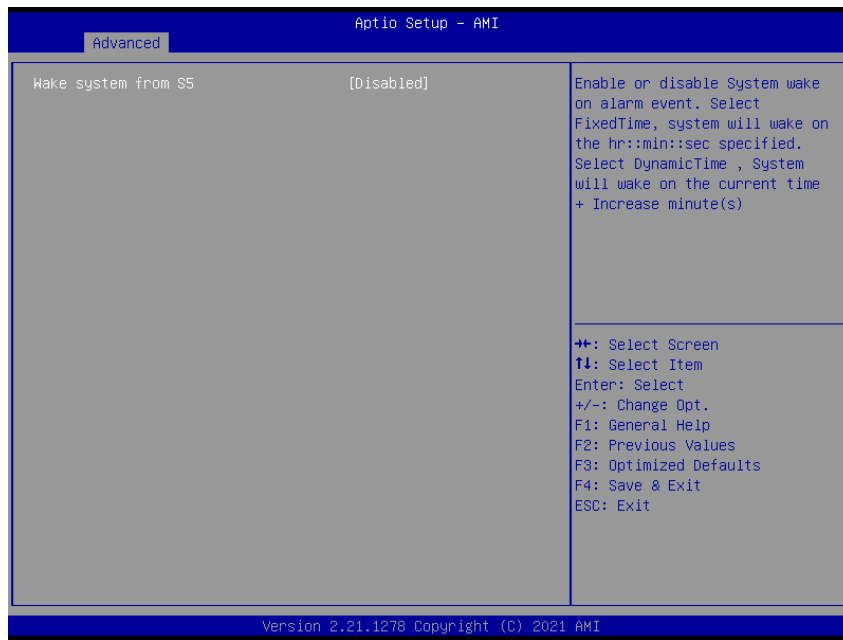 Aptio Setup – AMI
Advanced
Wake system from S5 [Disabled]
Enable or disable System wake
on alarm event. Select
FixedTime, system will wake on
the hr::min::sec specified.
Select DynamicTime , System
will wake on the current time
+ Increase minute(s)
→←: Select Screen
↑↓: Select Item
Enter: Select
+/-: Change Opt.
F1: General Help
F2: Previous Values
F3: Optimized Defaults
F4: Save & Exit
ESC: Exit
Version 2.21.1278 Copyright (C) 2021 AMI